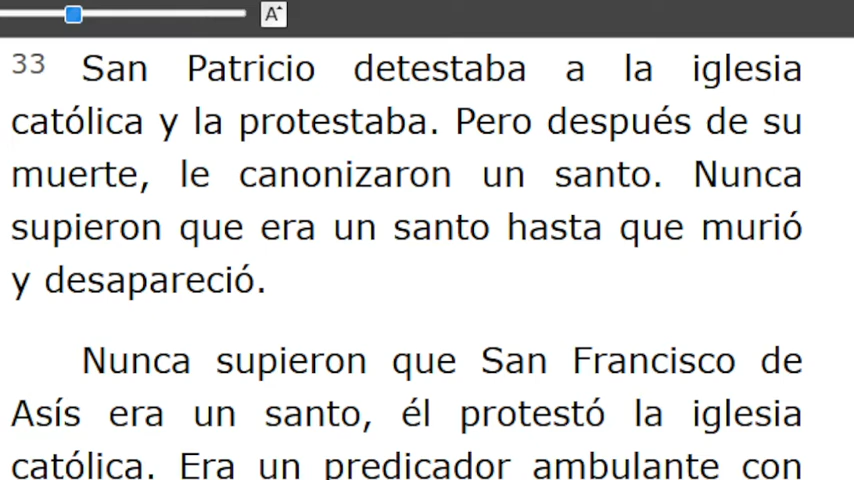 A
33 San Patricio detestaba a la iglesia
católica y la protestaba. Pero después de su
muerte, le canonizaron un santo. Nunca
supieron que era un santo hasta que murió
y desapareció.
Nunca supieron que San Francisco de
Asís era un santo, él protestó la iglesia
católica. Era un predicador ambulante con